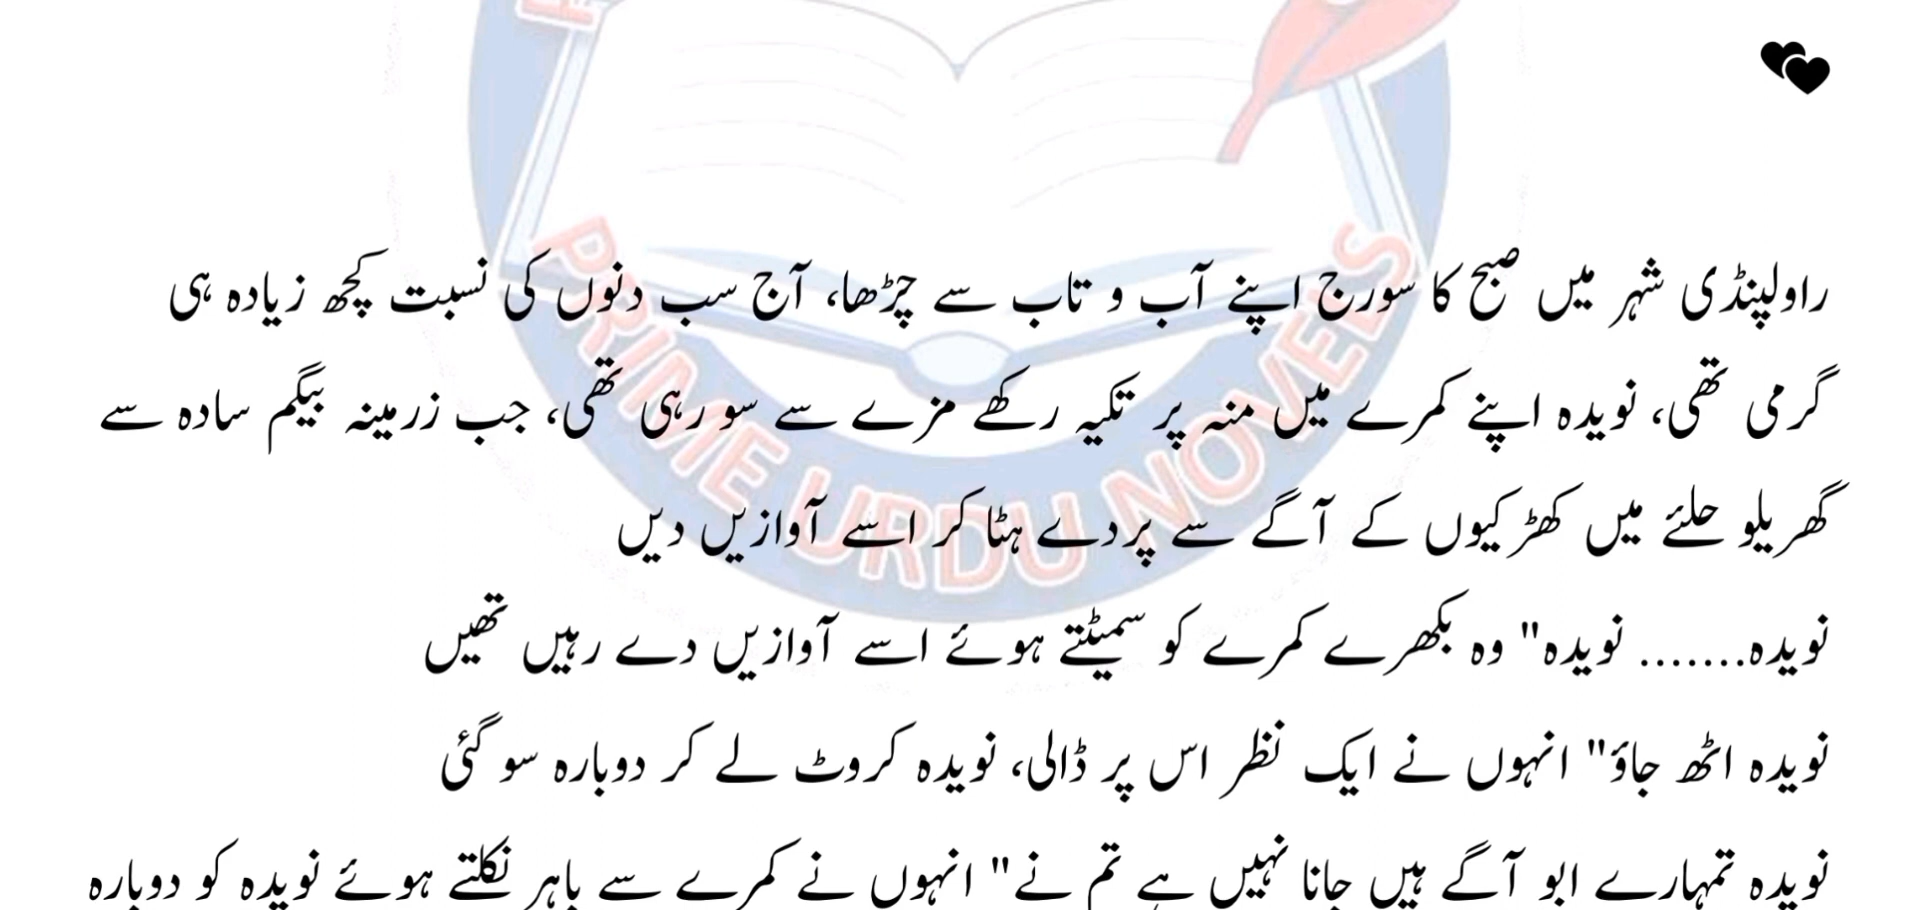 راولپنڈی شہر میں صبح کا سورج اپنے آب و تاب سے چڑھا، آج سب دنوں کی نسبت کچھ زیادہ ہی
گرمی تھی، نویدہ اپنے کمرے میں منہ پر تکیہ رکھے مزے سے سو رہی تھی، جب زرمینہ بیگم سادہ سے
گھریلو حلئے میں کھڑکیوں کے آگے سے پردے ہٹا کر اسے آوازیں دیں
نویدہ....... نویدہ" وہ بکھرے کمرے کو سمیٹتے ہوئے اسے آوازیں دے رہیں تھیں
نویدہ اٹھ جاؤ" انہوں نے ایک نظر اس پر ڈالی، نویدہ کروٹ لے کر دوبارہ سو گئی
نویدہ تمہارے ابو آگے ہیں جانا نہیں ہے تم نے" انہوں نے کمرے سے باہر نکلتے ہوئے نویدہ کو دوبارہ
PRIME URDU NOVELS